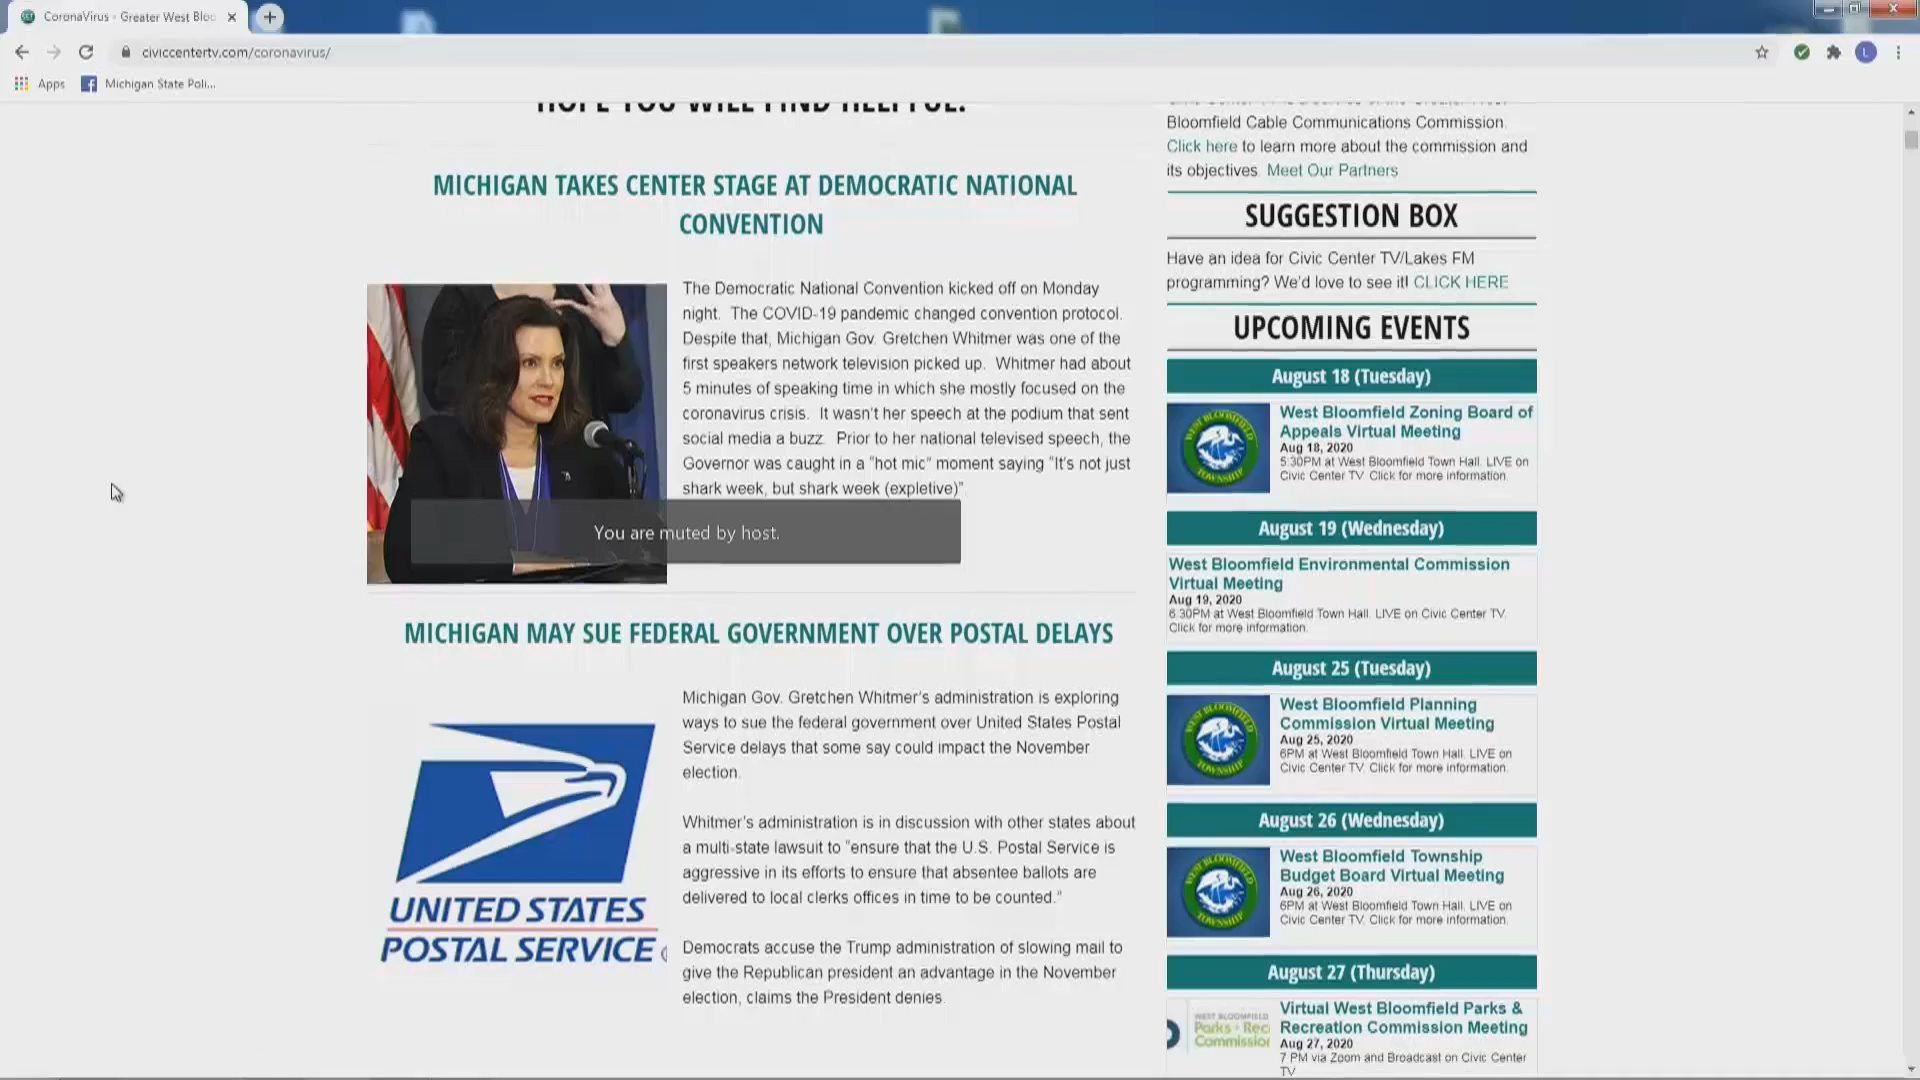 CoronaVirus - Greater West Bloo
civiccentertv.com/coronavirus/
L
Apps
Michigan State Poli...
HOPE YOU WILL FIND HELPFUL.
MICHIGAN TAKES CENTER STAGE AT DEMOCRATIC NATIONAL
CONVENTION
The Democratic National Convention kicked off on Monday
night. The COVID-19 pandemic changed convention protocol.
Despite that, Michigan Gov. Gretchen Whitmer was one of the
first speakers network television picked up. Whitmer had about
5 minutes of speaking time in which she mostly focused on the
coronavirus crisis. It wasn't her speech at the podium that sent
social media a buzz. Prior to her national televised speech, the
Governor was caught in a "hot mic" moment saying "It's not just
shark week, but shark week (expletive)".
You are muted by host.
MICHIGAN MAY SUE FEDERAL GOVERNMENT OVER POSTAL DELAYS
UNITED STATES
POSTAL SERVICE
Michigan Gov. Gretchen Whitmer's administration is exploring
ways to sue the federal government over United States Postal
Service delays that some say could impact the November
election.
Whitmer's administration is in discussion with other states about
a multi-state lawsuit to "ensure that the U.S. Postal Service is
aggressive in its efforts to ensure that absentee ballots are
delivered to local clerks offices in time to be counted."
Democrats accuse the Trump administration of slowing mail to
give the Republican president an advantage in the November
election, claims the President denies.
Bloomfield Cable Communications Commission.
Click here to learn more about the commission and
its objectives. Meet Our Partners
SUGGESTION BOX
Have an idea for Civic Center TV/Lakes FM
programming? We'd love to see it! CLICK HERE
UPCOMING EVENTS
August 18 (Tuesday)
WEST BLOOMFIELD
TOWNSHIP
West Bloomfield Zoning Board of
Appeals Virtual Meeting
Aug 18, 2020
5:30PM at West Bloomfield Town Hall. LIVE on
Civic Center TV. Click for more information.
August 19 (Wednesday)
West Bloomfield Environmental Commission
Virtual Meeting
Aug 19, 2020
6:30PM at West Bloomfield Town Hall. LIVE on Civic Center TV.
Click for more information.
August 25 (Tuesday)
WEST BLOOMFIELD
TOWNSHIP
West Bloomfield Planning
Commission Virtual Meeting
Aug 25, 2020
6PM at West Bloomfield Town Hall. LIVE on
Civic Center TV. Click for more information.
August 26 (Wednesday)
WEST BLOOMFIELD
TOWNSHIP
West Bloomfield Township
Budget Board Virtual Meeting
Aug 26, 2020
6PM at West Bloomfield Town Hall. LIVE on
Civic Center TV. Click for more information.
August 27 (Thursday)
WEST BLOOMFIELD
Parks + Rec
Commission
Virtual West Bloomfield Parks &
Recreation Commission Meeting
Aug 27, 2020
7 PM via Zoom and Broadcast on Civic Center
TV